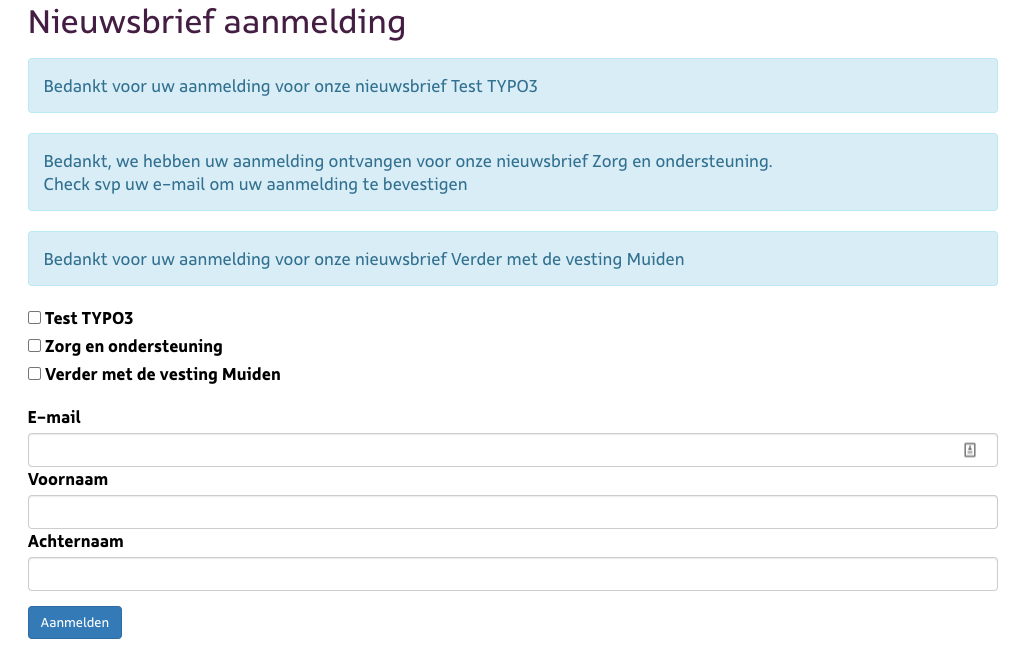 Nieuwsbrief aanmelding
Bedankt voor uw aanmelding voor onze nieuwsbrief Test TYPO3
Bedankt, we hebben uw aanmelding ontvangen voor onze nieuwsbrief Zorg en ondersteuning.
Check svp uw e-mail om uw aanmelding te bevestigen
Bedankt voor uw aanmelding voor onze nieuwsbrief Verder met de vesting Muiden
Test TYPO3
Zorg en ondersteuning
Verder met de vesting Muiden
E-mail
Voornaam
Achternaam
Aanmelden